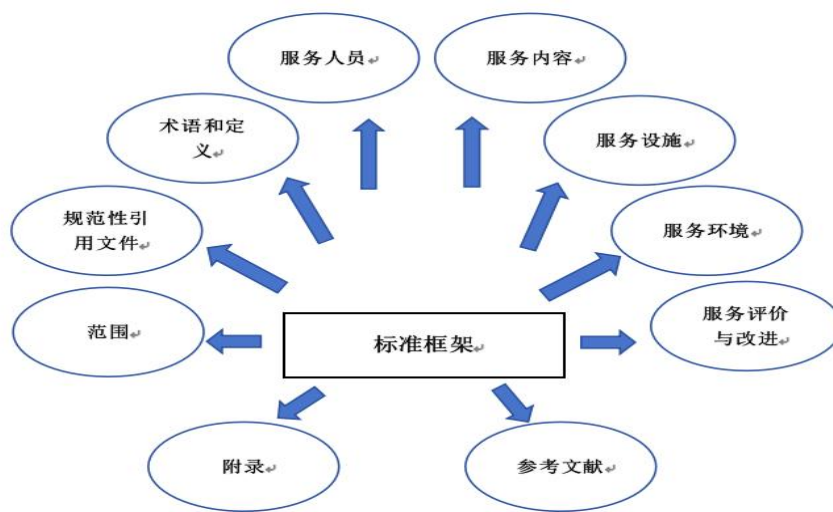 服务人员
服务内容
术语和定
义
服务设施
规范性引
用文件
服务环境
范围
标准框架
服务评价
与改进
附录
参考文献